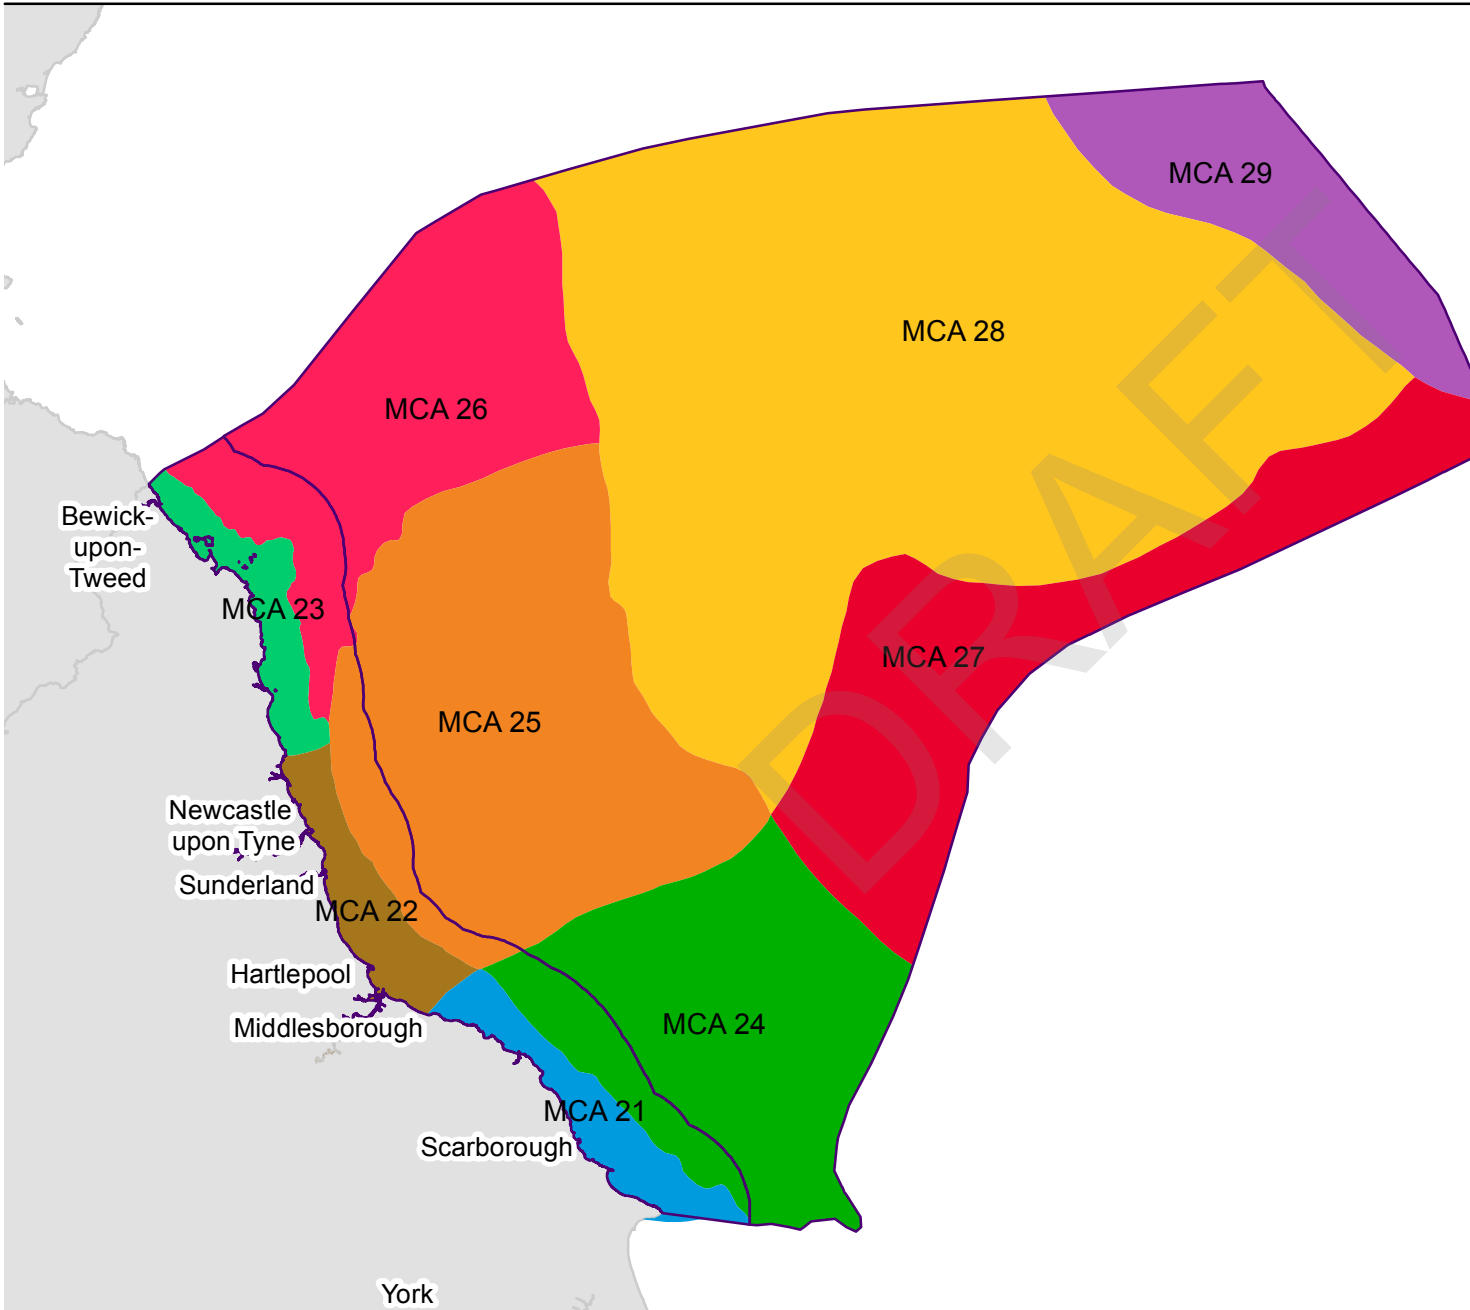 MCA 29
MCA 28
MCA 26
Bewick-
upon-
Tweed
MCA 23
MCA 27
MCA 25
Newcastle
upon Tyne
Sunderland
MCA 22
Hartlepool
Middlesborough
MCA 24
MCA 21
Scarborough
York
DRAFT